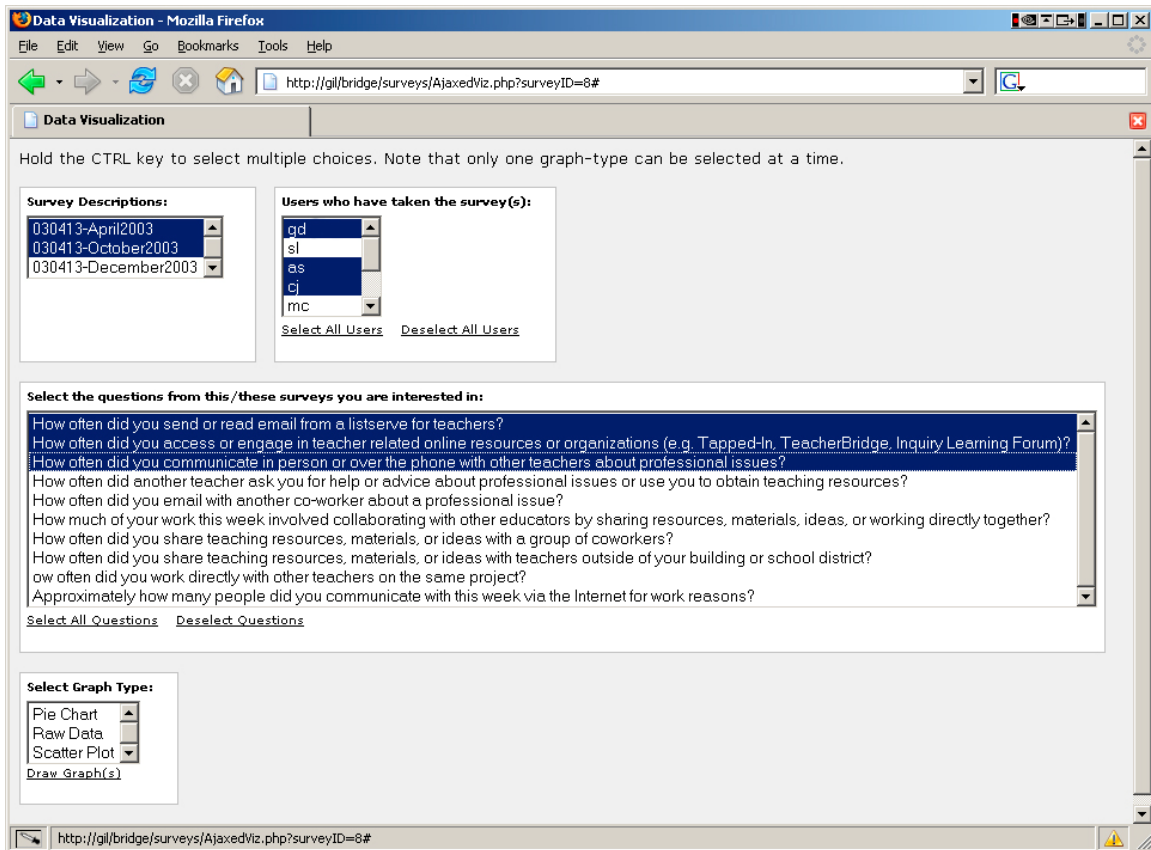 Data Visualization - Mozilla Firefox
File Edit View Go Bookmarks Tools Help
http://gil/bridge/surveys/AjaxedViz.php?surveyID=8#
G
Data Visualization
Hold the CTRL key to select multiple choices. Note that only one graph-type can be selected at a time.
Survey Descriptions:
030413-April2003
030413-October2003
030413-December2003
Users who have taken the survey(s):
gd
sl
as
cj
mc
Select All Users Deselect All Users
Select the questions from this/these surveys you are interested in:
How often did you send or read email from a listserve for teachers?
How often did you access or engage in teacher related online resources or organizations (e.g. Tapped-In, TeacherBridge, Inquiry Learning Forum)?
How often did you communicate in person or over the phone with other teachers about professional issues?
How often did another teacher ask you for help or advice about professional issues or use you to obtain teaching resources?
How often did you email with another co-worker about a professional issue?
How much of your work this week involved collaborating with other educators by sharing resources, materials, ideas, or working directly together?
How often did you share teaching resources, materials, or ideas with a group of coworkers?
How often did you share teaching resources, materials, or ideas with teachers outside of your building or school district?
ow often did you work directly with other teachers on the same project?
Approximately how many people did you communicate with this week via the Internet for work reasons?
Select All Questions Deselect Questions
Select Graph Type:
Pie Chart
Raw Data
Scatter Plot
Draw Graph(s)
http://gil/bridge/surveys/AjaxedViz.php?surveyID=8#